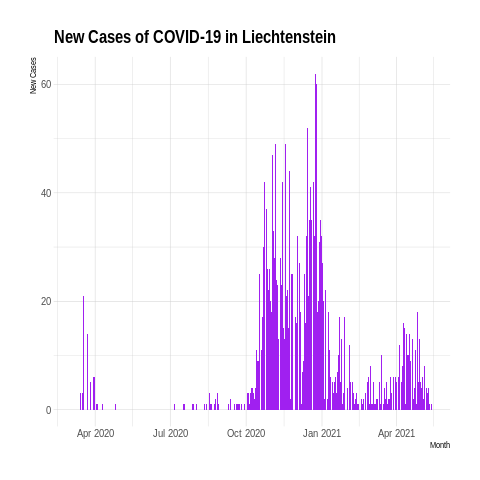 New Cases of COVID-19 in Liechtenstein
New Cases
60
40
20
0
Apr 2020 Jul 2020 Oct 2020 Jan 2021 Apr 2021
Month